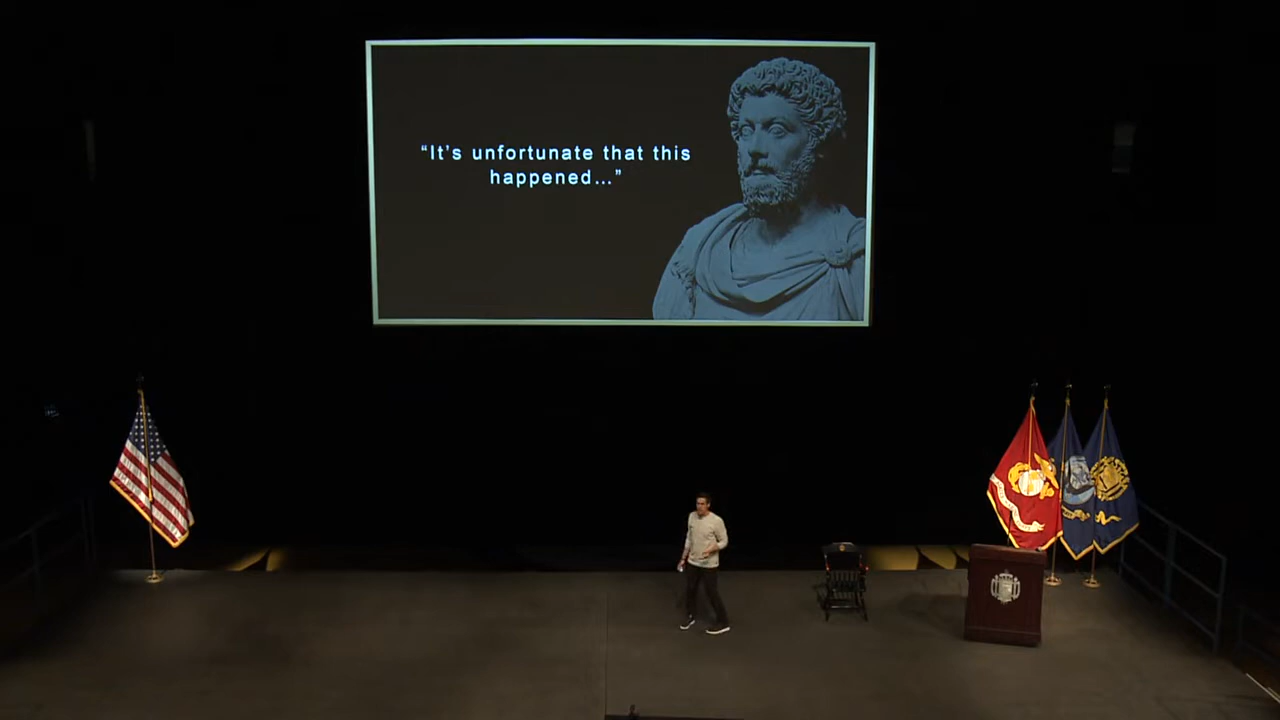 “It’s unfortunate that this
happened…”